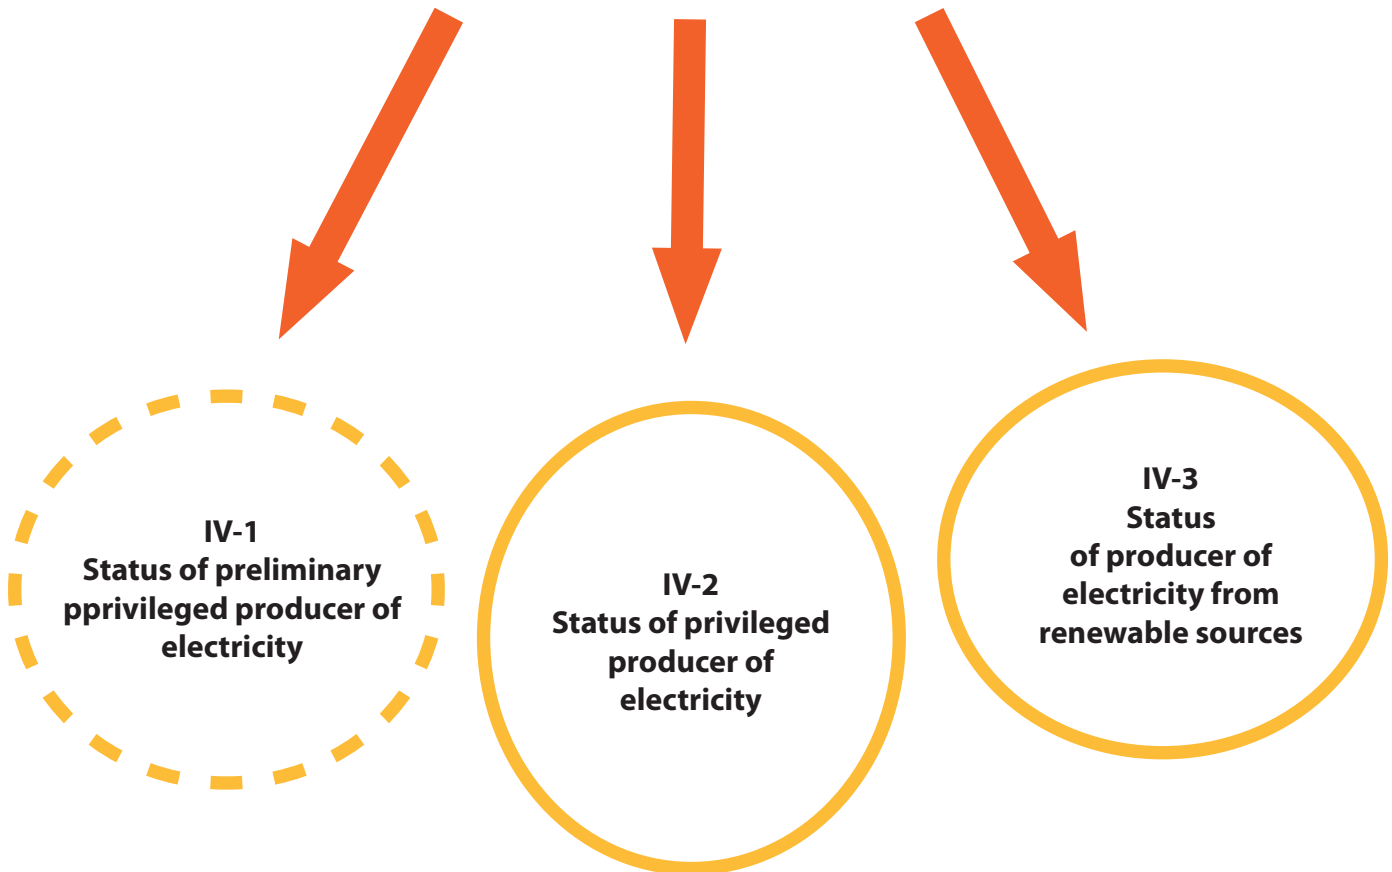 IV-1
Status of preliminary
pprivileged producer of
electricity
IV-2
Status of privileged
producer of
electricity
IV-3
Status
of producer of
electricity from
renewable sources